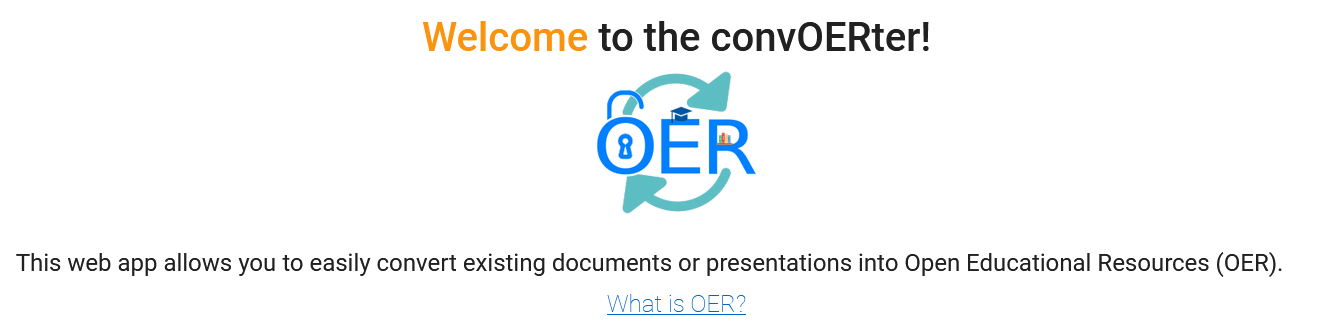 Welcome to the convOERter!
OER
This web app allows you to easily convert existing documents or presentations into Open Educational Resources (OER).
What is OER?